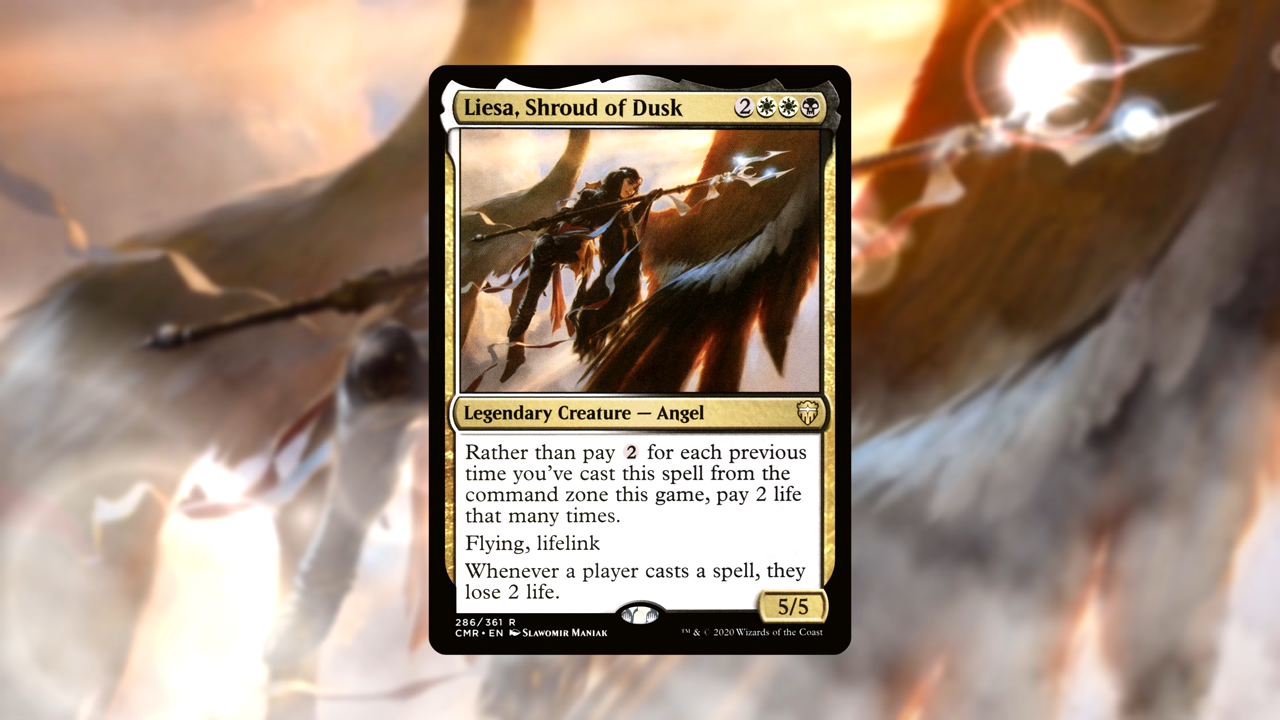 Liesa, Shroud of Dusk 2
Legendary Creature — Angel
Rather than pay 2 for each previous
time you've cast this spell from the
command zone this game, pay 2 life
that many times.
Flying, lifelink
Whenever a player casts a spell, they
lose 2 life.
5/5
286/361 R
CMR • EN SLAWOMIR MANIAK
™ & © 2020 Wizards of the Coast